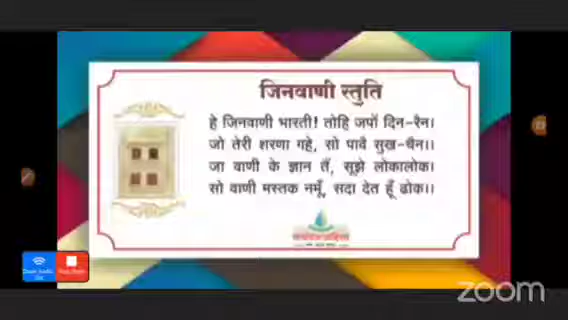 जिनवाणी स्तुति
हे जिनवाणी भारती! तोहि जपों दिन-रैन।
जो तेरी शरणा गहे, सो पावै सुख-चैन।।
जा वाणी के ज्ञान तें, सूझे लोकालोक।
सो वाणी मस्तक नमूँ, सदा देत हूँ ढोक।।
zoom